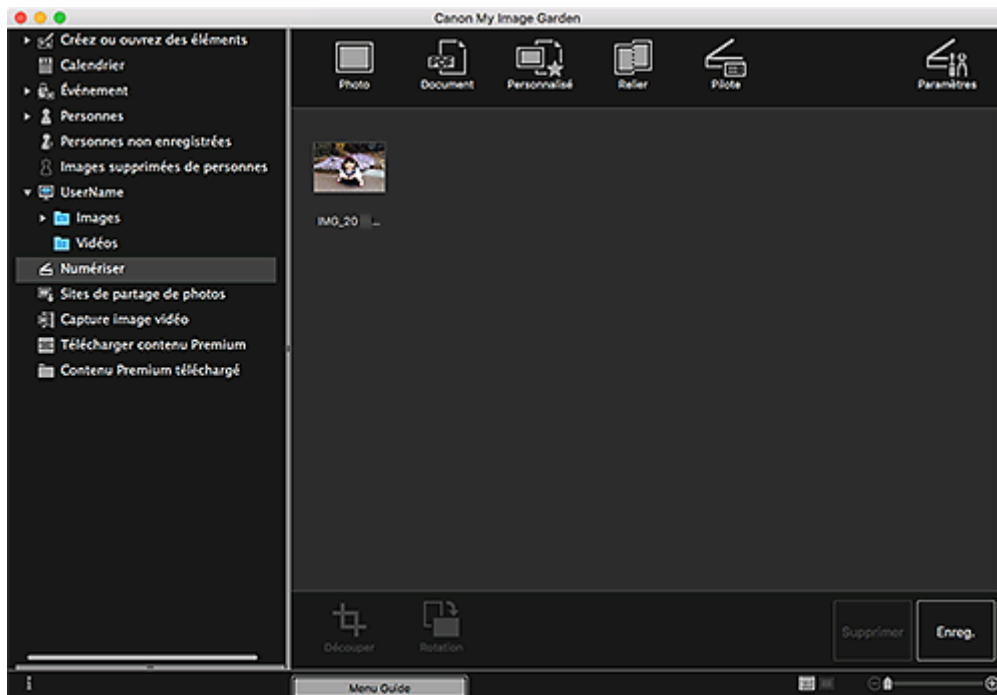 Canon My Image Garden
Créez ou ouvrez des éléments
Calendrier
Événement
Personnes
Personnes non enregistrées
Images supprimées de personnes
UserName
Images
Vidéos
Numériser
Sites de partage de photos
Capture image vidéo
Télécharger contenu Premium
Contenu Premium téléchargé
Photo
PDF
Document
Personnalisé
Relier
Pilote
Paramètres
IMG_20 ...
Découper
Rotation
Supprimer
Enreg.
Menu Guide